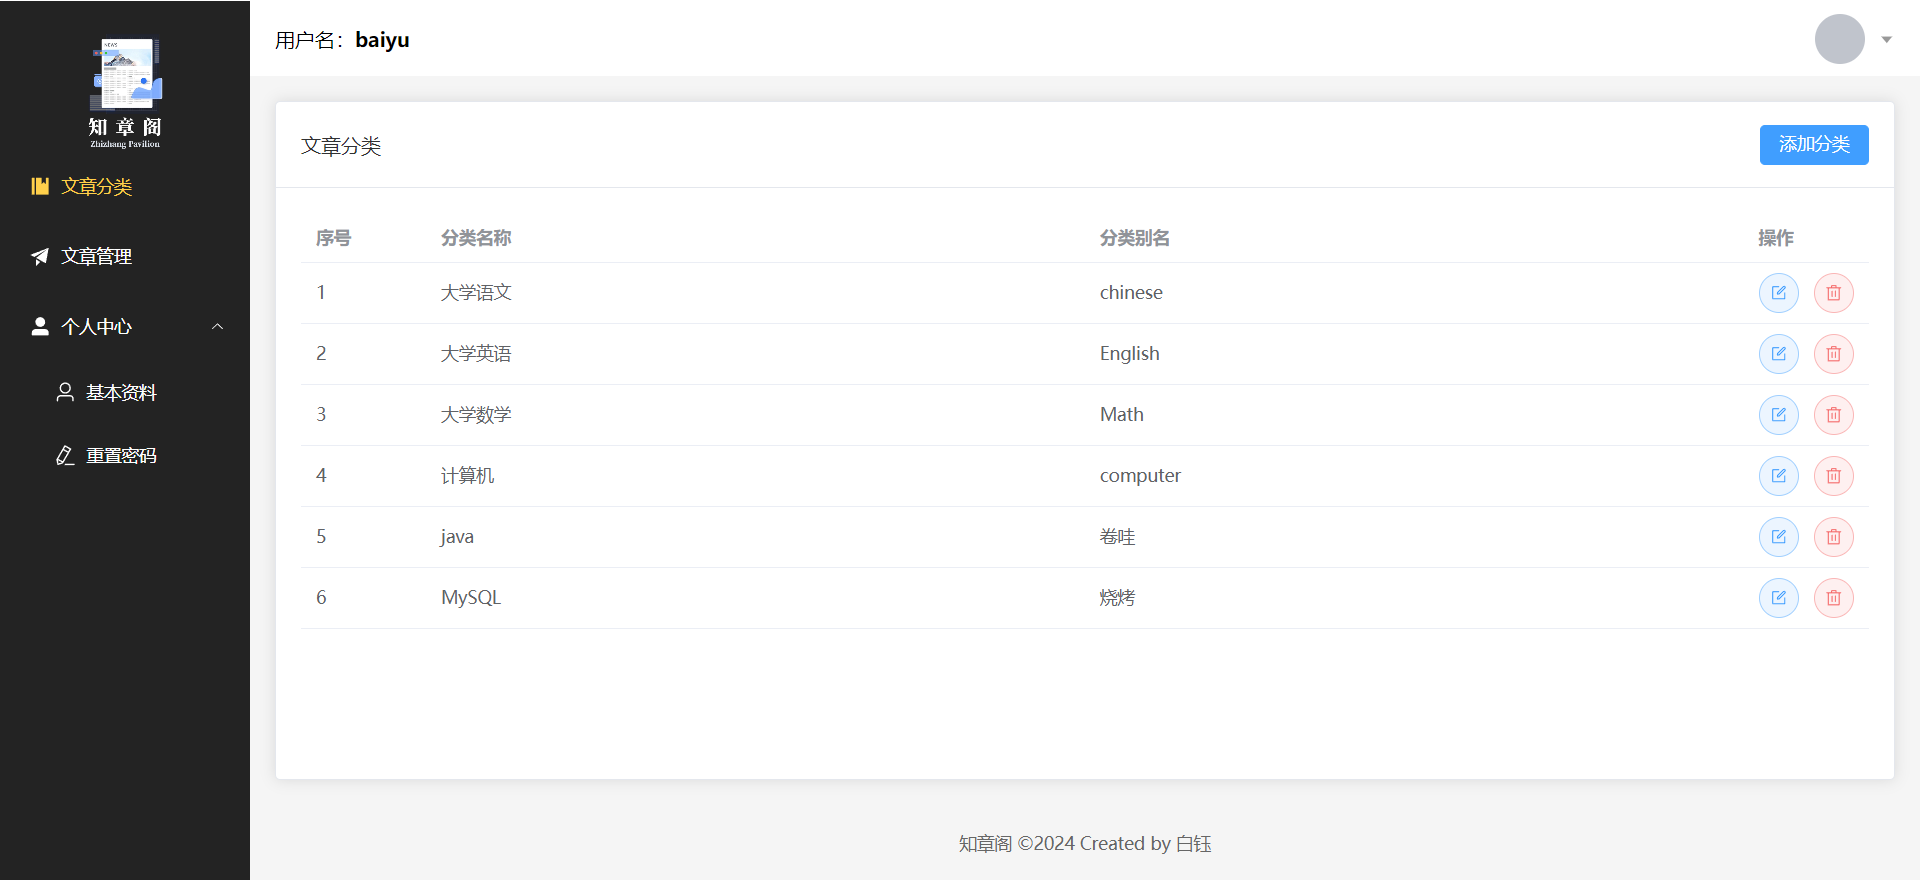 NEWS
知章阁
Zhizhang Pavilion
文章分类
文章管理
个人中心
基本资料
重置密码
用户名：baiyu
文章分类
添加分类
序号 分类名称 分类别名 操作
1 大学语文 chinese
2 大学英语 English
3 大学数学 Math
4 计算机 computer
5 java 卷哇
6 MySQL 烧烤
知章阁 ©2024 Created by 白钰